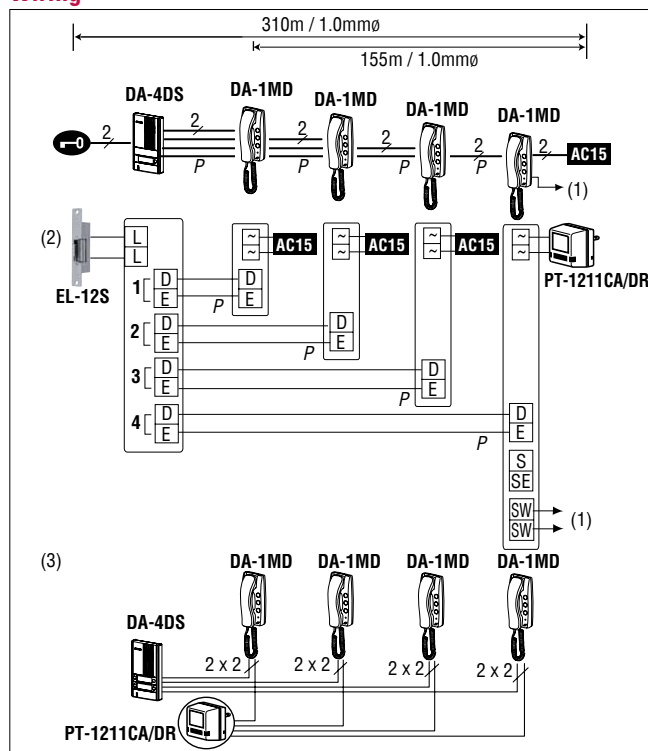 310m / 1.0mmø
155m / 1.0mmø
DA-4DS DA-1MD DA-1MD DA-1MD DA-1MD
2 2 2 2 2 2 AC15
P P P P
(1)
(2) L ~ AC15 ~ AC15 ~ AC15 ~
L ~ ~ ~ ~
EL-12S PT-1211CA/DR
1 D D
E P E
2 D D
E P E
3 D D
E P E
4 D D
E P E
S
SE
SW (1)
SW
(3) DA-1MD DA-1MD DA-1MD DA-1MD
DA-4DS
2 x 2 2 x 2 2 x 2 2 x 2
PT-1211CA/DR